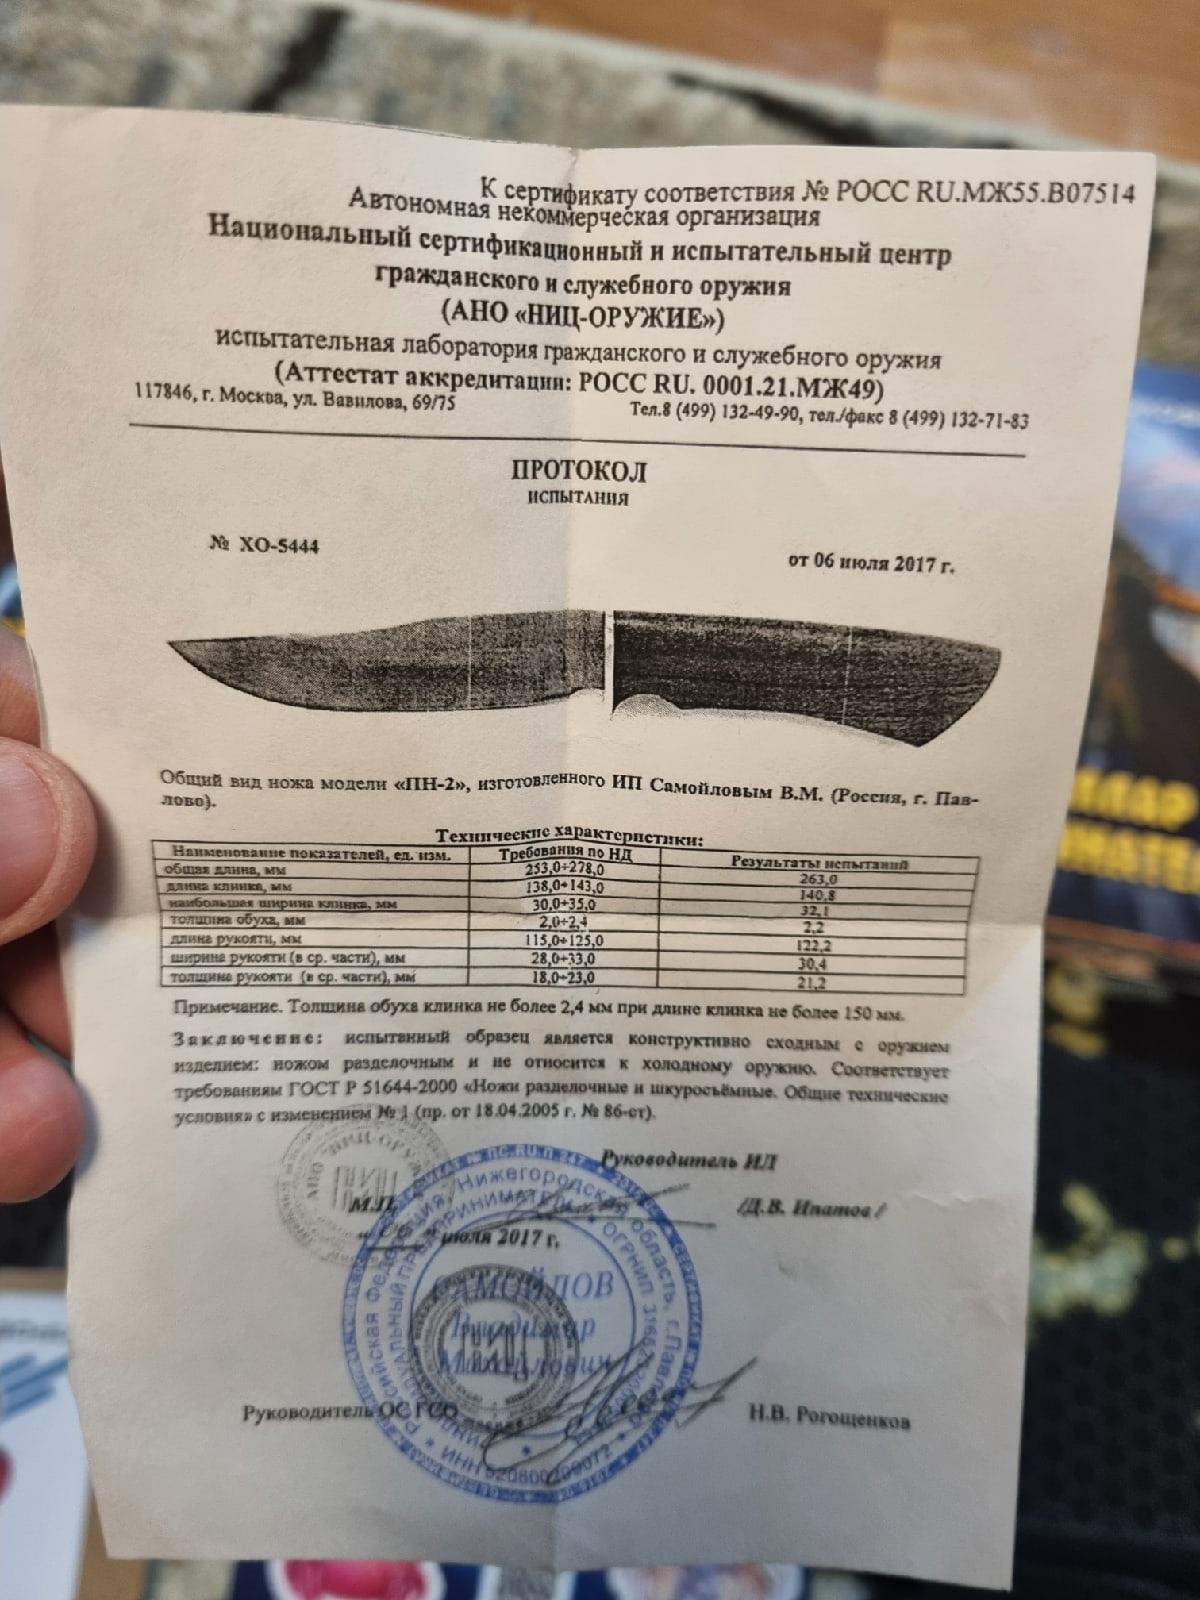 К сертификату соответствия № РОСС RU.МЖ55.В07514
Автономная некоммерческая организация
Национальный сертификационный и испытательный центр
гражданского и служебного оружия
(АНО «НИЦ-ОРУЖИЕ»)
испытательная лаборатория гражданского и служебного оружия
(Аттестат аккредитации: РОСС RU. 0001.21.МЖ49)
117846, г. Москва, ул. Вавилова, 69/75 Тел.8 (499) 132-49-90, тел./факс 8 (499) 132-71-83
ПРОТОКОЛ
ИСПЫТАНИЯ
№ ХО-5444 от 06 июля 2017 г.
Общий вид ножа модели «ПН-2», изготовленного ИП Самойловым В.М. (Россия, г. Пав-
лово).
Технические характеристики:
Наименование показателей, ед. изм. Требования по НД Результаты испытаний
общая длина, мм 253,0÷278,0 263,0
длина клинка, мм 138,0÷143,0 140,8
наибольшая ширина клинка, мм 30,0÷35,0 32,1
толщина обуха, мм 2,0÷2,4 2,2
длина рукояти, мм 115,0÷125,0 122,2
ширина рукояти (в ср. части), мм 28,0÷33,0 30,4
толщина рукояти (в ср. части), мм 18,0÷23,0 21,2
Примечание. Толщина обуха клинка не более 2,4 мм при длине клинка не более 150 мм.
Заключение: испытанный образец является конструктивно сходным с оружием
изделием: ножом разделочным и не относится к холодному оружию. Соответствует
требованиям ГОСТ Р 51644-2000 «Ножи разделочные и шкуросъёмные. Общие технические
условия» с изменением № 1 (пр. от 18.04.2005 г. № 86-ст).
Руководитель ИЛ
М.П. /Д.В. Ипатов /
июля 2017 г.
Нижегородская область, г.Павлово
ПРЕДПРИНИМАТЕЛЬ
САМОЙЛОВ
Владимир
Михайлович
НИЦ
Руководитель ОС ГСО Н.В. Рогощенков